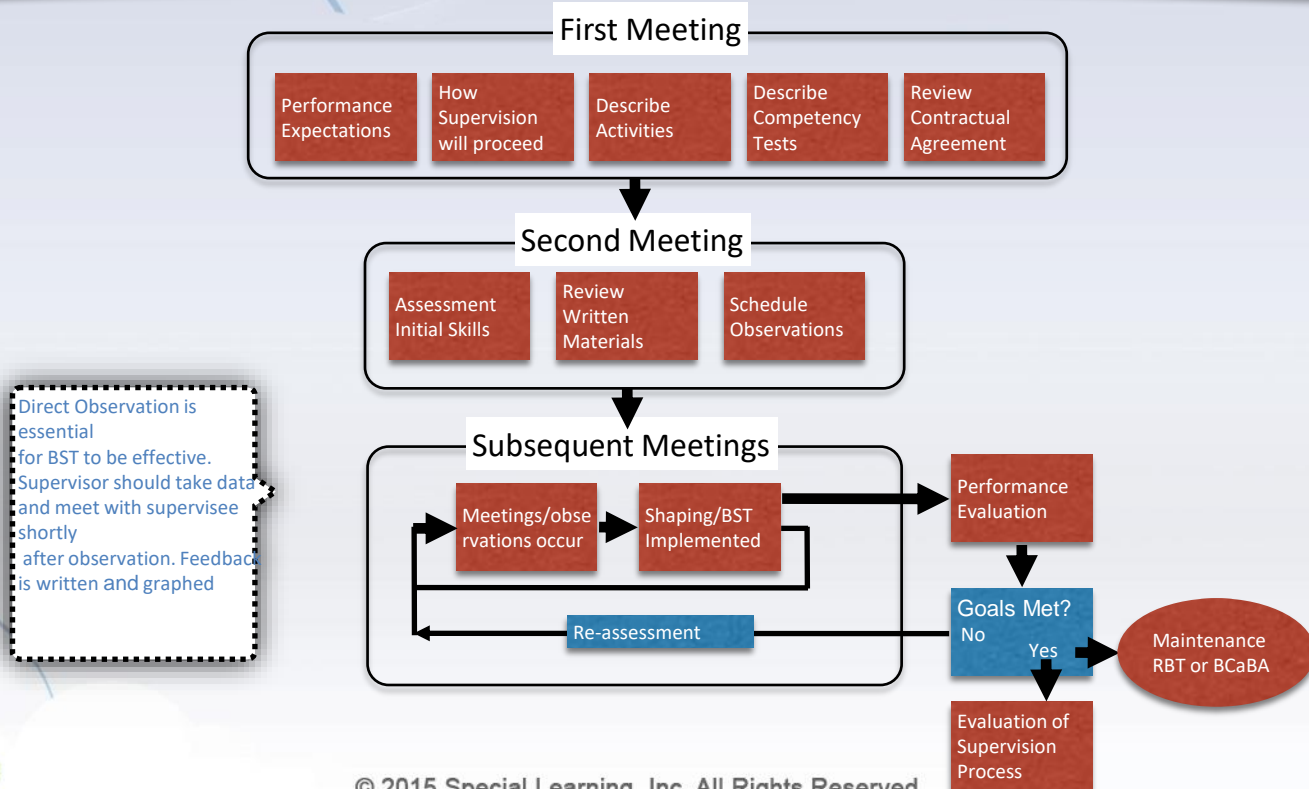 First Meeting
Performance
Expectations
How
Supervision
will proceed
Describe
Activities
Describe
Competency
Tests
Review
Contractual
Agreement
Second Meeting
Assessment
Initial Skills
Review
Written
Materials
Schedule
Observations
Direct Observation is
essential
for BST to be effective.
Supervisor should take data
and meet with supervisee
shortly
after observation. Feedback
is written and graphed
Subsequent Meetings
Meetings/obse
rvations occur
Shaping/BST
Implemented
Performance
Evaluation
Goals Met?
No
Yes
Re-assessment
Maintenance
RBT or BCaBA
Evaluation of
Supervision
Process
© 2015 Special Learning, Inc. All Rights Reserved